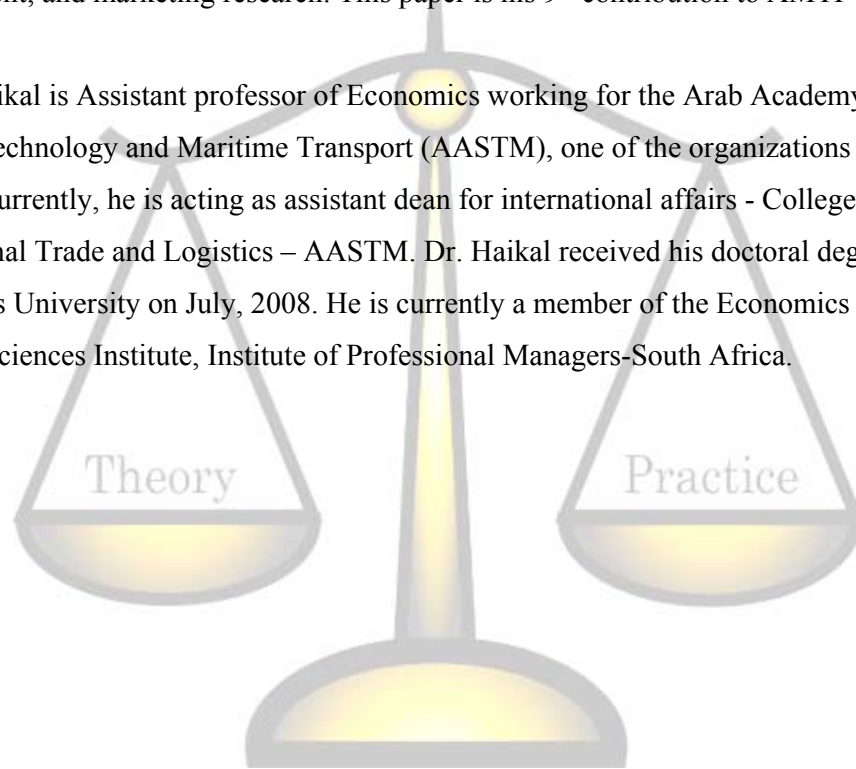 and marketing research. This paper is his 9th contribution to AMTP
ikal is Assistant professor of Economics working for the Arab Academy
echnology and Maritime Transport (AASTM), one of the organizations
urrently, he is acting as assistant dean for international affairs - College
nal Trade and Logistics – AASTM. Dr. Haikal received his doctoral deg
s University on July, 2008. He is currently a member of the Economics
ciences Institute, Institute of Professional Managers-South Africa.
Theory Practice